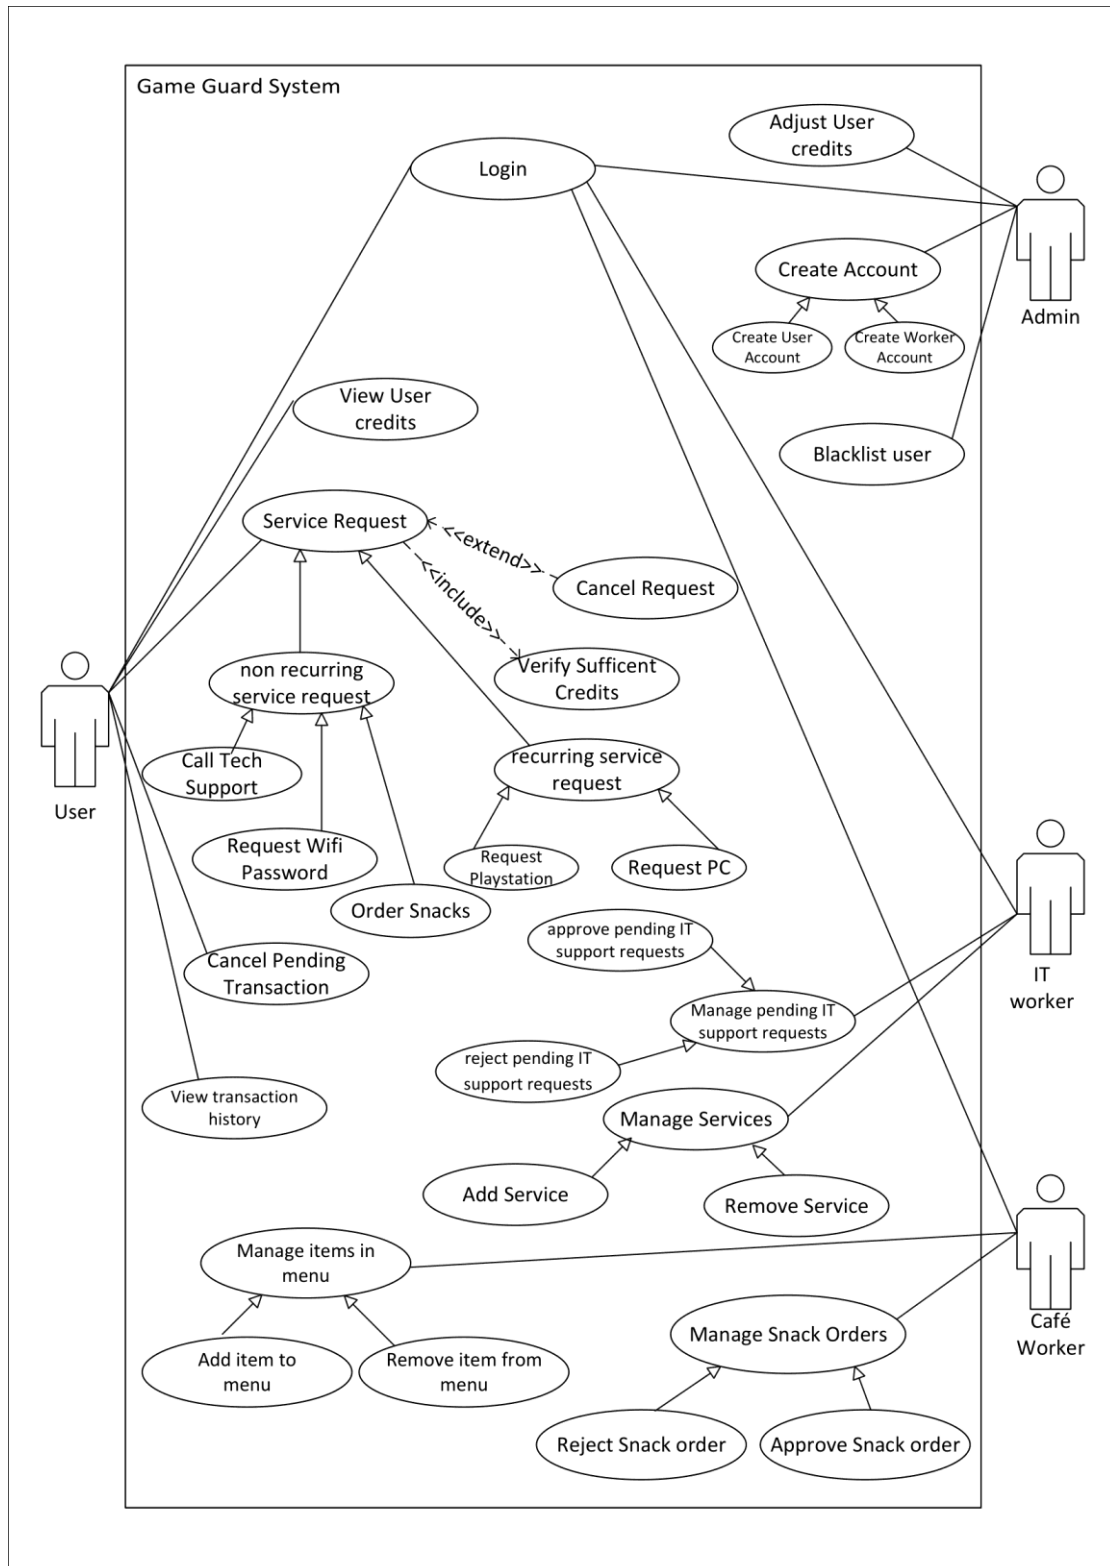 Game Guard System
Adjust User
credits
Login
Create Account
Admin
Create User
Account
Create Worker
Account
View User
credits
Blacklist user
Service Request
<<extend>>
Cancel Request
<<include>>
non recurring
service request
Verify Sufficent
Credits
Call Tech
Support
recurring service
request
User
Request Wifi
Password
Request
Playstation
Request PC
Order Snacks
approve pending IT
support requests
Cancel Pending
Transaction
IT
worker
Manage pending IT
support requests
reject pending IT
support requests
View transaction
history
Manage Services
Add Service
Remove Service
Manage items in
menu
Café
Worker
Manage Snack Orders
Add item to
menu
Remove item from
menu
Reject Snack order
Approve Snack order